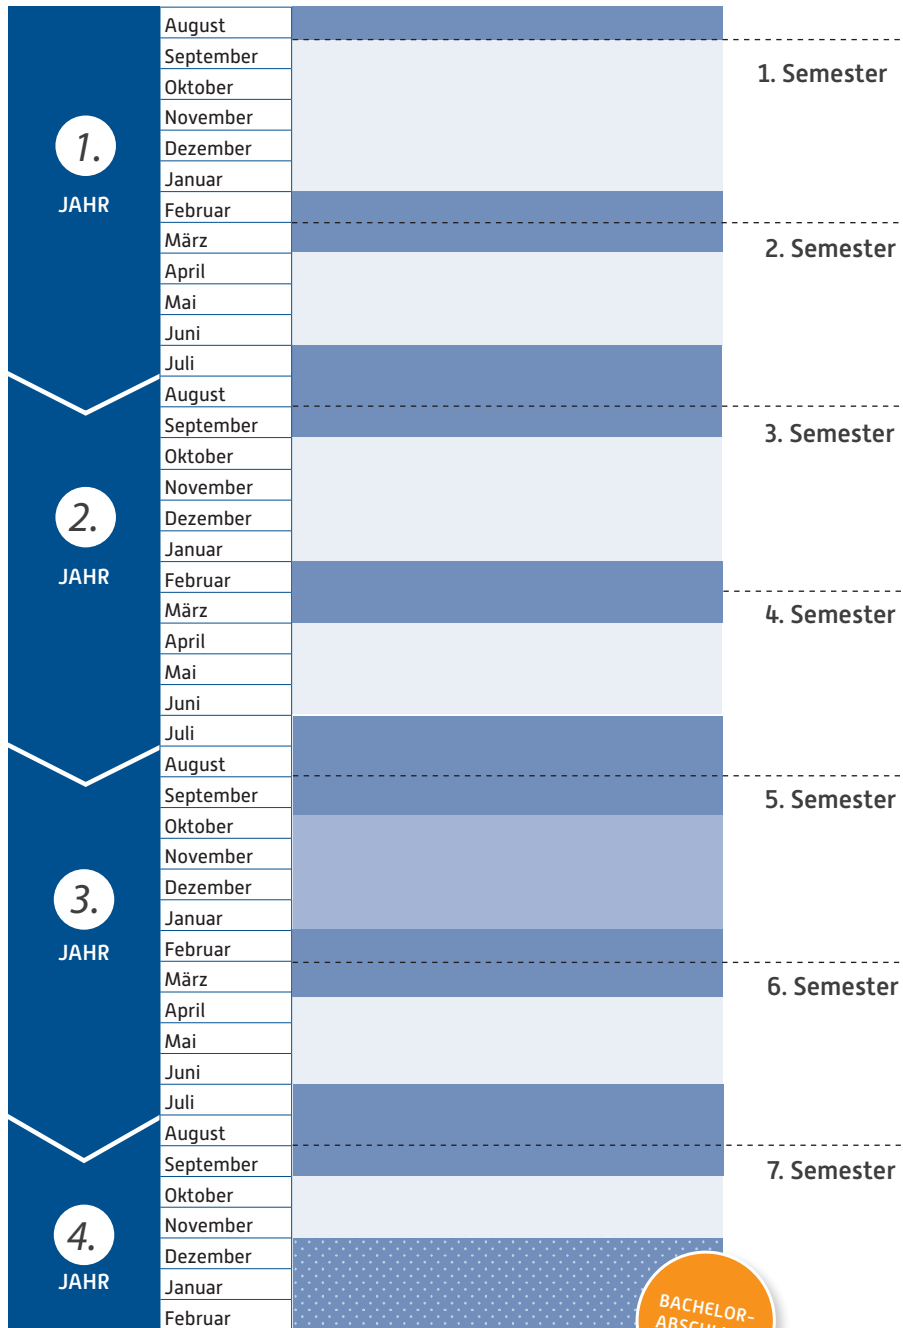 August
September
1. Semester
Oktober
November
1.
Dezember
Januar
JAHR
Februar
März
2. Semester
April
Mai
Juni
Juli
August
September
3. Semester
Oktober
November
2.
Dezember
Januar
JAHR
Februar
März
4. Semester
April
Mai
Juni
Juli
August
September
5. Semester
Oktober
November
Dezember
3.
Januar
JAHR
Februar
März
6. Semester
April
Mai
Juni
Juli
August
September
7. Semester
Oktober
November
4.
Dezember
JAHR
Januar
BACHELOR-
Februar